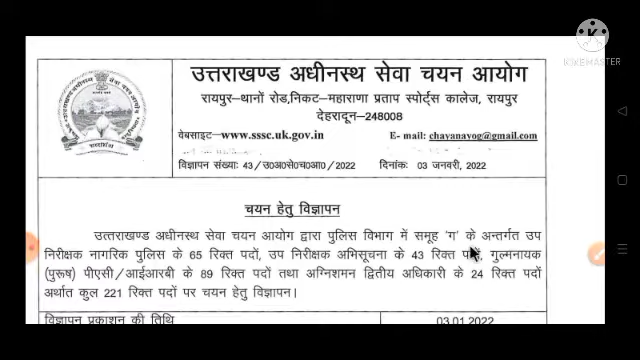 KINEMASTER
उत्तराखण्ड अधीनस्थ सेवा चयन आयोग
रायपुर–थानों रोड,निकट–महाराणा प्रताप स्पोर्ट्स कालेज, रायपुर
देहरादून–248008
वेबसाइट–www.sssc.uk.gov.in E- mail: chayanayog@gmail.com
विज्ञापन संख्याः 43/उ0अ0से0च0आ0/2022 दिनांकः 03 जनवरी, 2022
चयन हेतु विज्ञापन
उत्तराखण्ड अधीनस्थ सेवा चयन आयोग द्वारा पुलिस विभाग में समूह 'ग' के अन्तर्गत उप
निरीक्षक नागरिक पुलिस के 65 रिक्त पदों, उप निरीक्षक अभिसूचना के 43 रिक्त पदों, गुल्मनायक
(पुरूष) पीएसी/आईआरबी के 89 रिक्त पदों तथा अग्निशमन द्वितीय अधिकारी के 24 रिक्त पदों
अर्थात कुल 221 रिक्त पदों पर चयन हेतु विज्ञापन।
विज्ञापन प्रकाशन की तिथि 03.01.2022